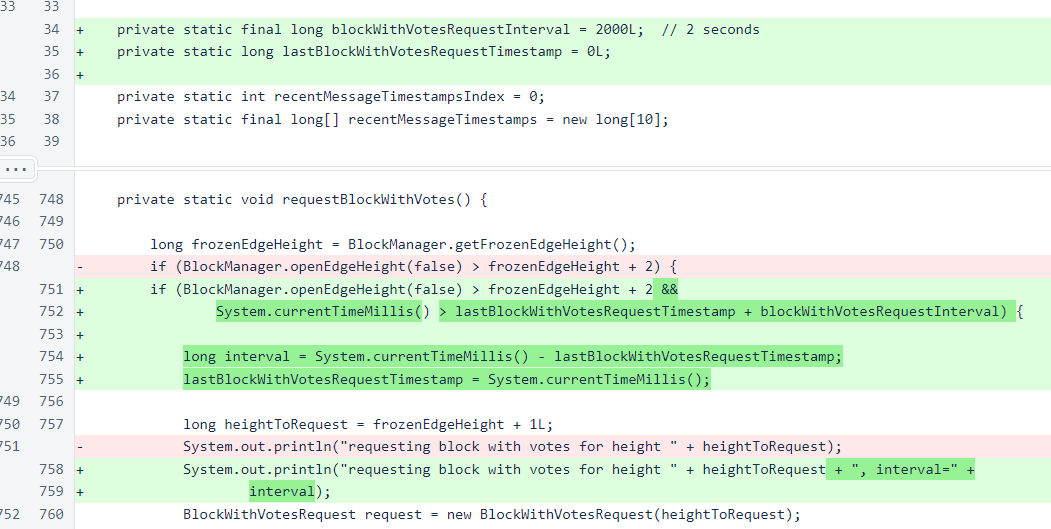 33 33
34 + private static final long blockWithVotesRequestInterval = 2000L;  // 2 seconds
35 + private static long lastBlockWithVotesRequestTimestamp = 0L;
36 +
34 37 private static int recentMessageTimestampsIndex = 0;
35 38 private static final long[] recentMessageTimestamps = new long[10];
36 39
...
745 748 private static void requestBlockWithVotes() {
746 749
747 750 long frozenEdgeHeight = BlockManager.getFrozenEdgeHeight();
748 - if (BlockManager.openEdgeHeight(false) > frozenEdgeHeight + 2) {
751 + if (BlockManager.openEdgeHeight(false) > frozenEdgeHeight + 2 &&
752 + System.currentTimeMillis() > lastBlockWithVotesRequestTimestamp + blockWithVotesRequestInterval) {
753 +
754 + long interval = System.currentTimeMillis() - lastBlockWithVotesRequestTimestamp;
755 + lastBlockWithVotesRequestTimestamp = System.currentTimeMillis();
749 756
750 757 long heightToRequest = frozenEdgeHeight + 1L;
751 - System.out.println("requesting block with votes for height " + heightToRequest);
758 + System.out.println("requesting block with votes for height " + heightToRequest + ", interval=" +
759 + interval);
752 760 BlockWithVotesRequest request = new BlockWithVotesRequest(heightToRequest);